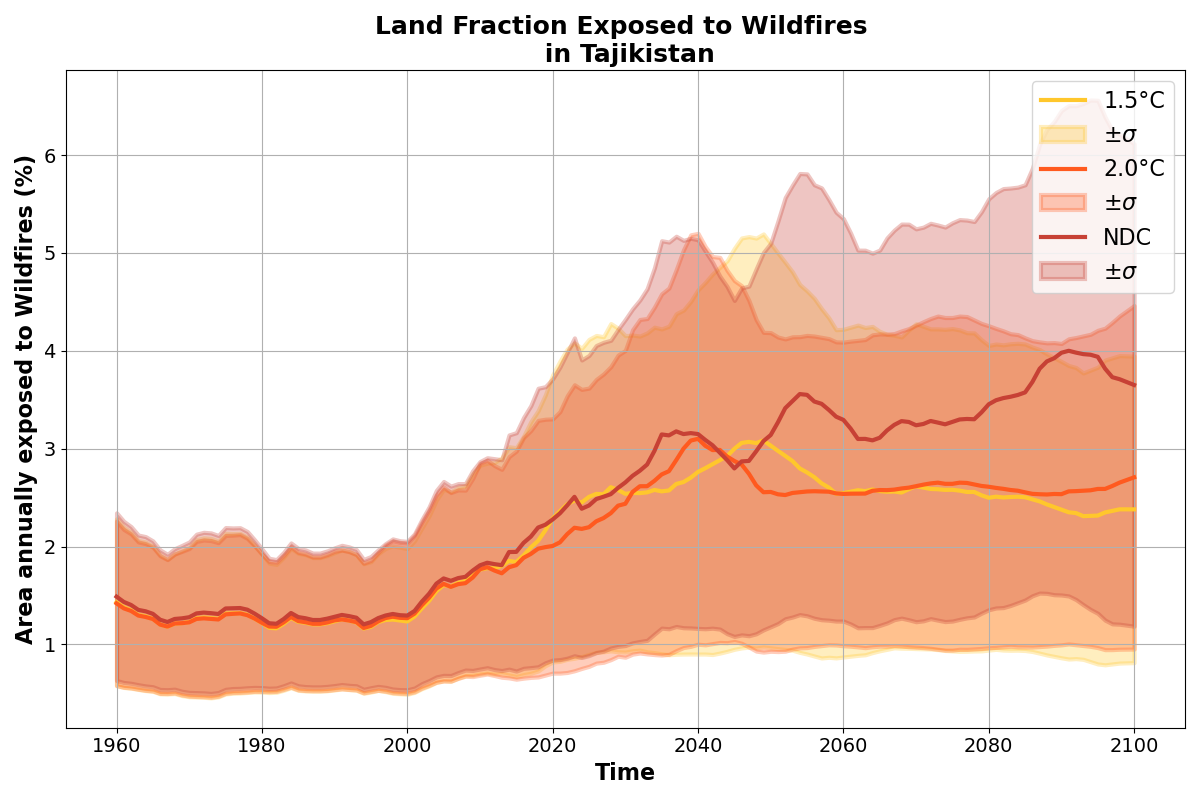 Land Fraction Exposed to Wildfires
in Tajikistan
Area annually exposed to Wildfires (%)
6
5
4
3
2
1
1.5°C
±σ
2.0°C
±σ
NDC
±σ
1960 1980 2000 2020 2040 2060 2080 2100
Time